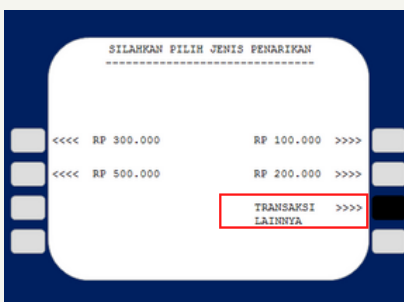 SILAHKAN PILIH JENIS PENARIKAN
-------------------------------
<<<< RP 300.000 RP 100.000 >>>>
<<<< RP 500.000 RP 200.000 >>>>
TRANSAKSI >>>>
LAINNYA